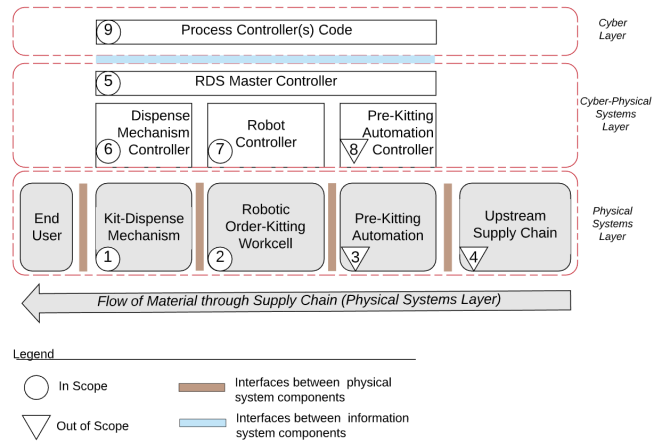 Cyber
Layer
9
Process Controller(s) Code
5
RDS Master Controller
Cyber-Physical
Systems
Layer
Dispense
Mechanism
Controller
6
Robot
Controller
7
Pre-Kitting
Automation
Controller
8
Physical
Systems
Layer
End
User
Kit-Dispense
Mechanism
1
Robotic
Order-Kitting
Workcell
2
Pre-Kitting
Automation
3
Upstream
Supply Chain
4
Flow of Material through Supply Chain (Physical Systems Layer)
Legend
In Scope
Interfaces between physical
system components
Out of Scope
Interfaces between information
system components